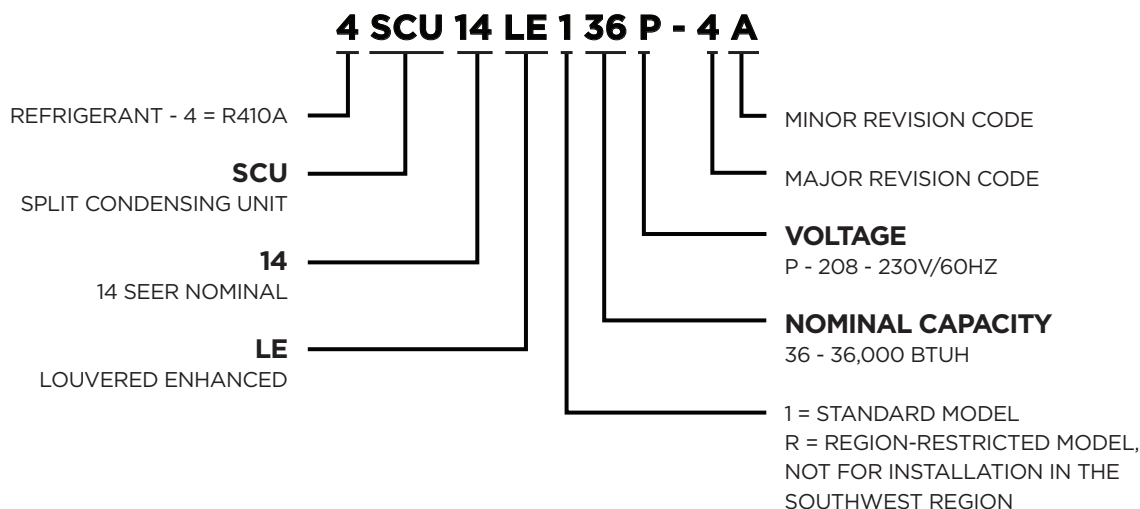 4 SCU 14 LE 1 36 P - 4 A
REFRIGERANT - 4 = R410A
SCU
SPLIT CONDENSING UNIT
14
14 SEER NOMINAL
LE
LOUVERED ENHANCED
MINOR REVISION CODE
MAJOR REVISION CODE
VOLTAGE
P - 208 - 230V/60HZ
NOMINAL CAPACITY
36 - 36,000 BTUH
1 = STANDARD MODEL
R = REGION-RESTRICTED MODEL,
NOT FOR INSTALLATION IN THE
SOUTHWEST REGION